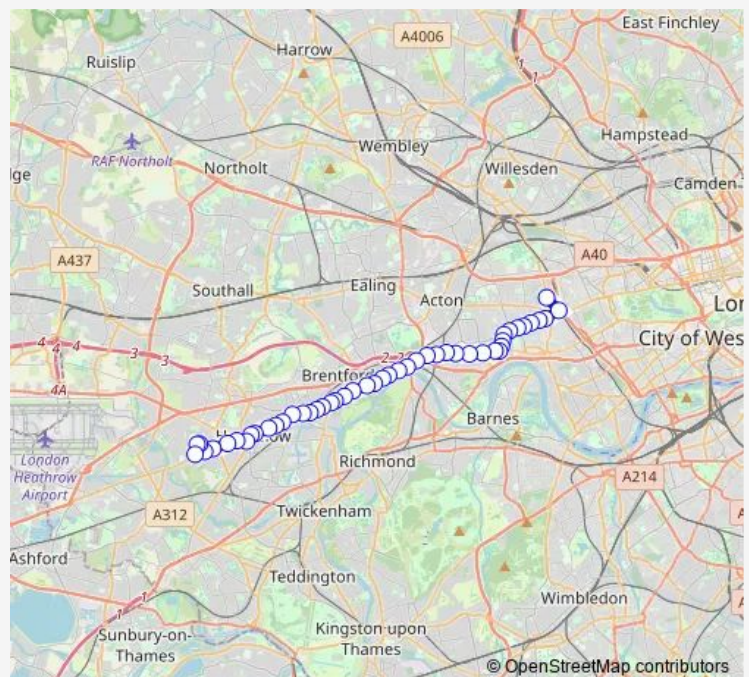 East Finchley
A4006
Harrow
Ruislip
Hampstead
Wembley
RAF Northolt
Northolt
Willesden
ge
Camden
A40
A437
Southall
Ealing
Acton
Lon
City of Wes
4 4 4 3 3
2 2
4A
Brentford
London
Heathrow
Airport
Barnes
Richmond
A214
A312
Twickenham
Ashford
Teddington
Wimbledon
1 1
Sunbury-on-
Thames
Kingston upon
Thames
© OpenStreetMap contributors